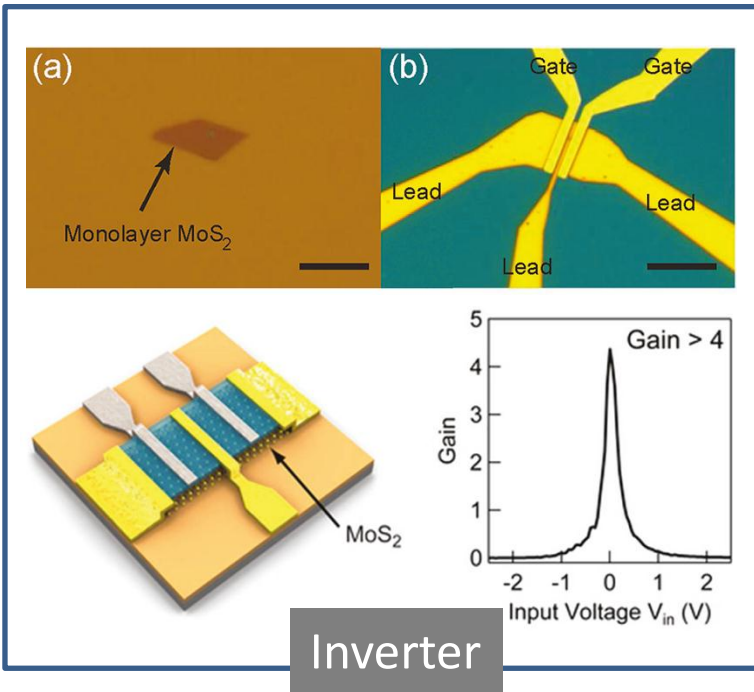 (a)
Monolayer MoS₂
(b)
Gate
Gate
Lead
Lead
Lead
MoS₂
Gain > 4
Gain
5
4
3
2
1
0
-2
-1
0
1
2
Input Voltage Vin (V)
Inverter